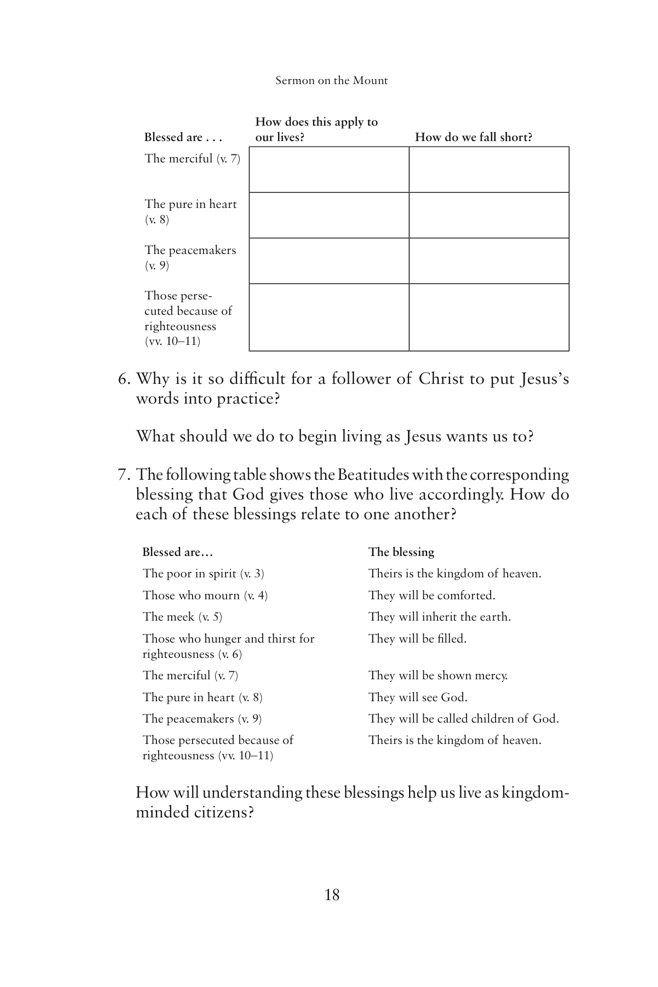 Sermon on the Mount
Blessed are . . . How does this apply to our lives? How do we fall short?
The merciful (v. 7)
The pure in heart
(v. 8)
The peacemakers
(v. 9)
Those perse-
cuted because of
righteousness
(vv. 10–11)
6. Why is it so difficult for a follower of Christ to put Jesus’s
words into practice?
What should we do to begin living as Jesus wants us to?
7. The following table shows the Beatitudes with the corresponding
blessing that God gives those who live accordingly. How do
each of these blessings relate to one another?
Blessed are… The blessing
The poor in spirit (v. 3) Theirs is the kingdom of heaven.
Those who mourn (v. 4) They will be comforted.
The meek (v. 5) They will inherit the earth.
Those who hunger and thirst for They will be filled.
righteousness (v. 6)
The merciful (v. 7) They will be shown mercy.
The pure in heart (v. 8) They will see God.
The peacemakers (v. 9) They will be called children of God.
Those persecuted because of Theirs is the kingdom of heaven.
righteousness (vv. 10–11)
How will understanding these blessings help us live as kingdom-
minded citizens?
18